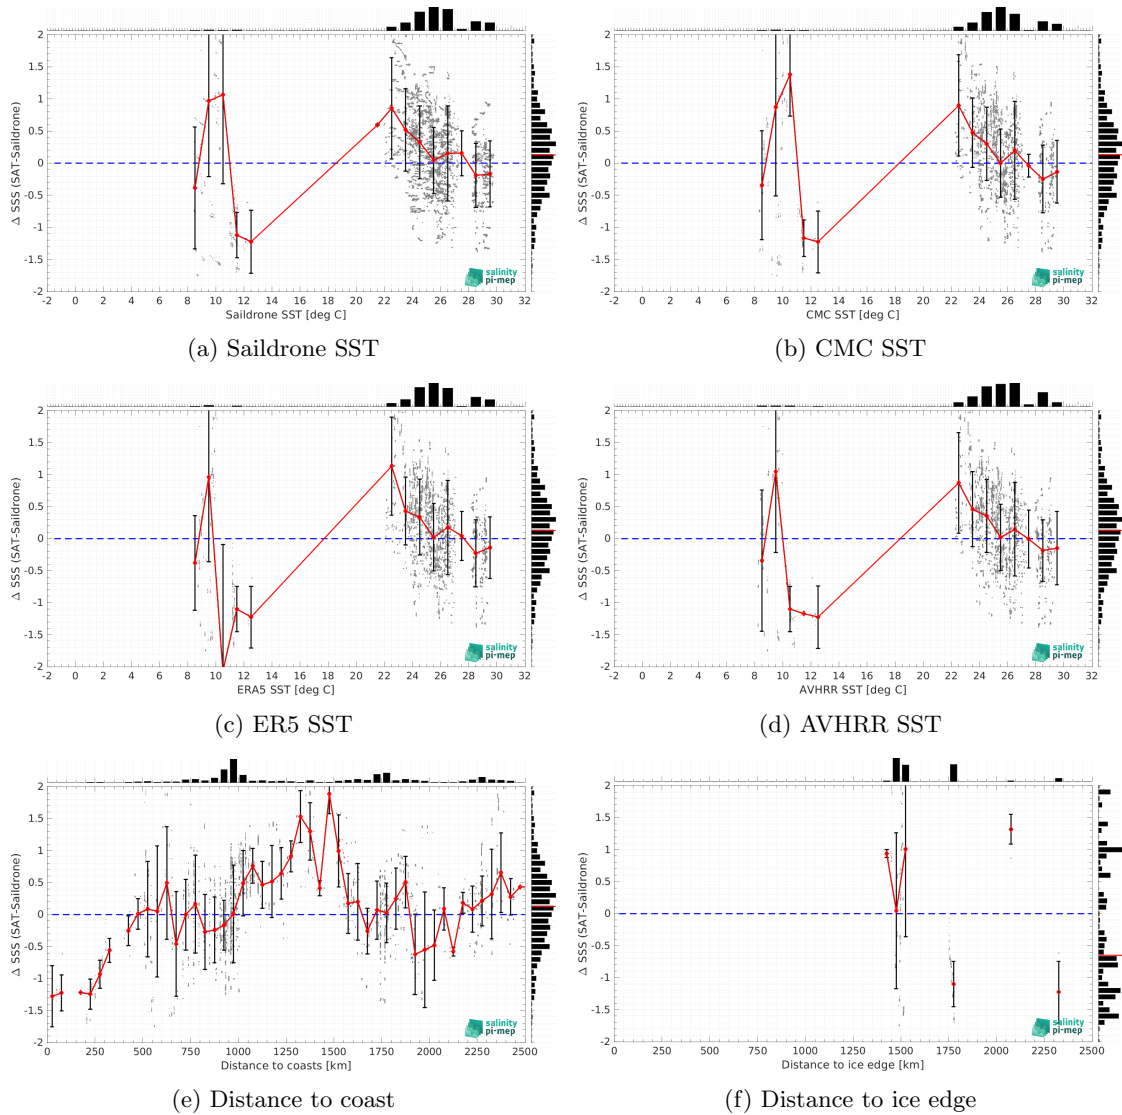 2
1.5
1
0.5
0
-0.5
-1
-1.5
-2
Δ SSS (SAT-Saildrone)
salinity
pi-mep
-2 0 2 4 6 8 10 12 14 16 18 20 22 24 26 28 30 32
Saildrone SST [deg C]
(a) Saildrone SST
2
1.5
1
0.5
0
-0.5
-1
-1.5
-2
Δ SSS (SAT-Saildrone)
salinity
pi-mep
-2 0 2 4 6 8 10 12 14 16 18 20 22 24 26 28 30 32
CMC SST [deg C]
(b) CMC SST
2
1.5
1
0.5
0
-0.5
-1
-1.5
-2
Δ SSS (SAT-Saildrone)
salinity
pi-mep
-2 0 2 4 6 8 10 12 14 16 18 20 22 24 26 28 30 32
ERA5 SST [deg C]
(c) ER5 SST
2
1.5
1
0.5
0
-0.5
-1
-1.5
-2
Δ SSS (SAT-Saildrone)
salinity
pi-mep
-2 0 2 4 6 8 10 12 14 16 18 20 22 24 26 28 30 32
AVHRR SST [deg C]
(d) AVHRR SST
2
1.5
1
0.5
0
-0.5
-1
-1.5
-2
Δ SSS (SAT-Saildrone)
salinity
pi-mep
0 250 500 750 1000 1250 1500 1750 2000 2250 2500
Distance to coasts [km]
(e) Distance to coast
2
1.5
1
0.5
0
-0.5
-1
-1.5
-2
Δ SSS (SAT-Saildrone)
salinity
pi-mep
0 250 500 750 1000 1250 1500 1750 2000 2250 2500
Distance to ice edge [km]
(f) Distance to ice edge